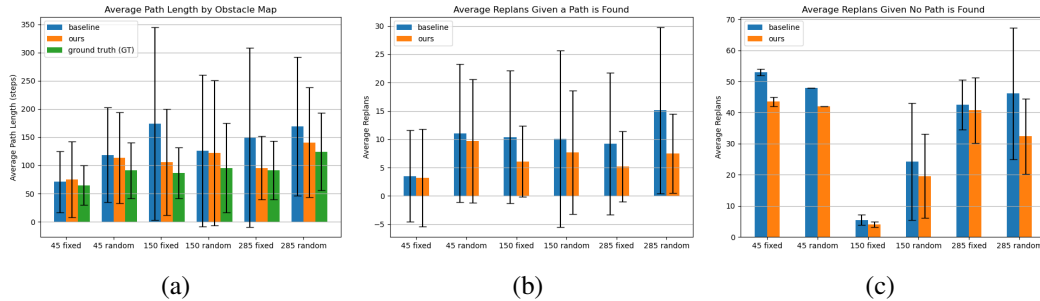 Average Path Length by Obstacle Map
baseline
ours
ground truth (GT)
Average Path Length (steps)
350
300
250
200
150
100
50
0
45 fixed 45 random 150 fixed 150 random 285 fixed 285 random
(a)
Average Replans Given a Path is Found
baseline
ours
Average Replans
30
25
20
15
10
5
0
−5
45 fixed 45 random 150 fixed 150 random 285 fixed 285 random
(b)
Average Replans Given No Path is Found
baseline
ours
Average Replans
70
60
50
40
30
20
10
0
45 fixed 45 random 150 fixed 150 random 285 fixed 285 random
(c)